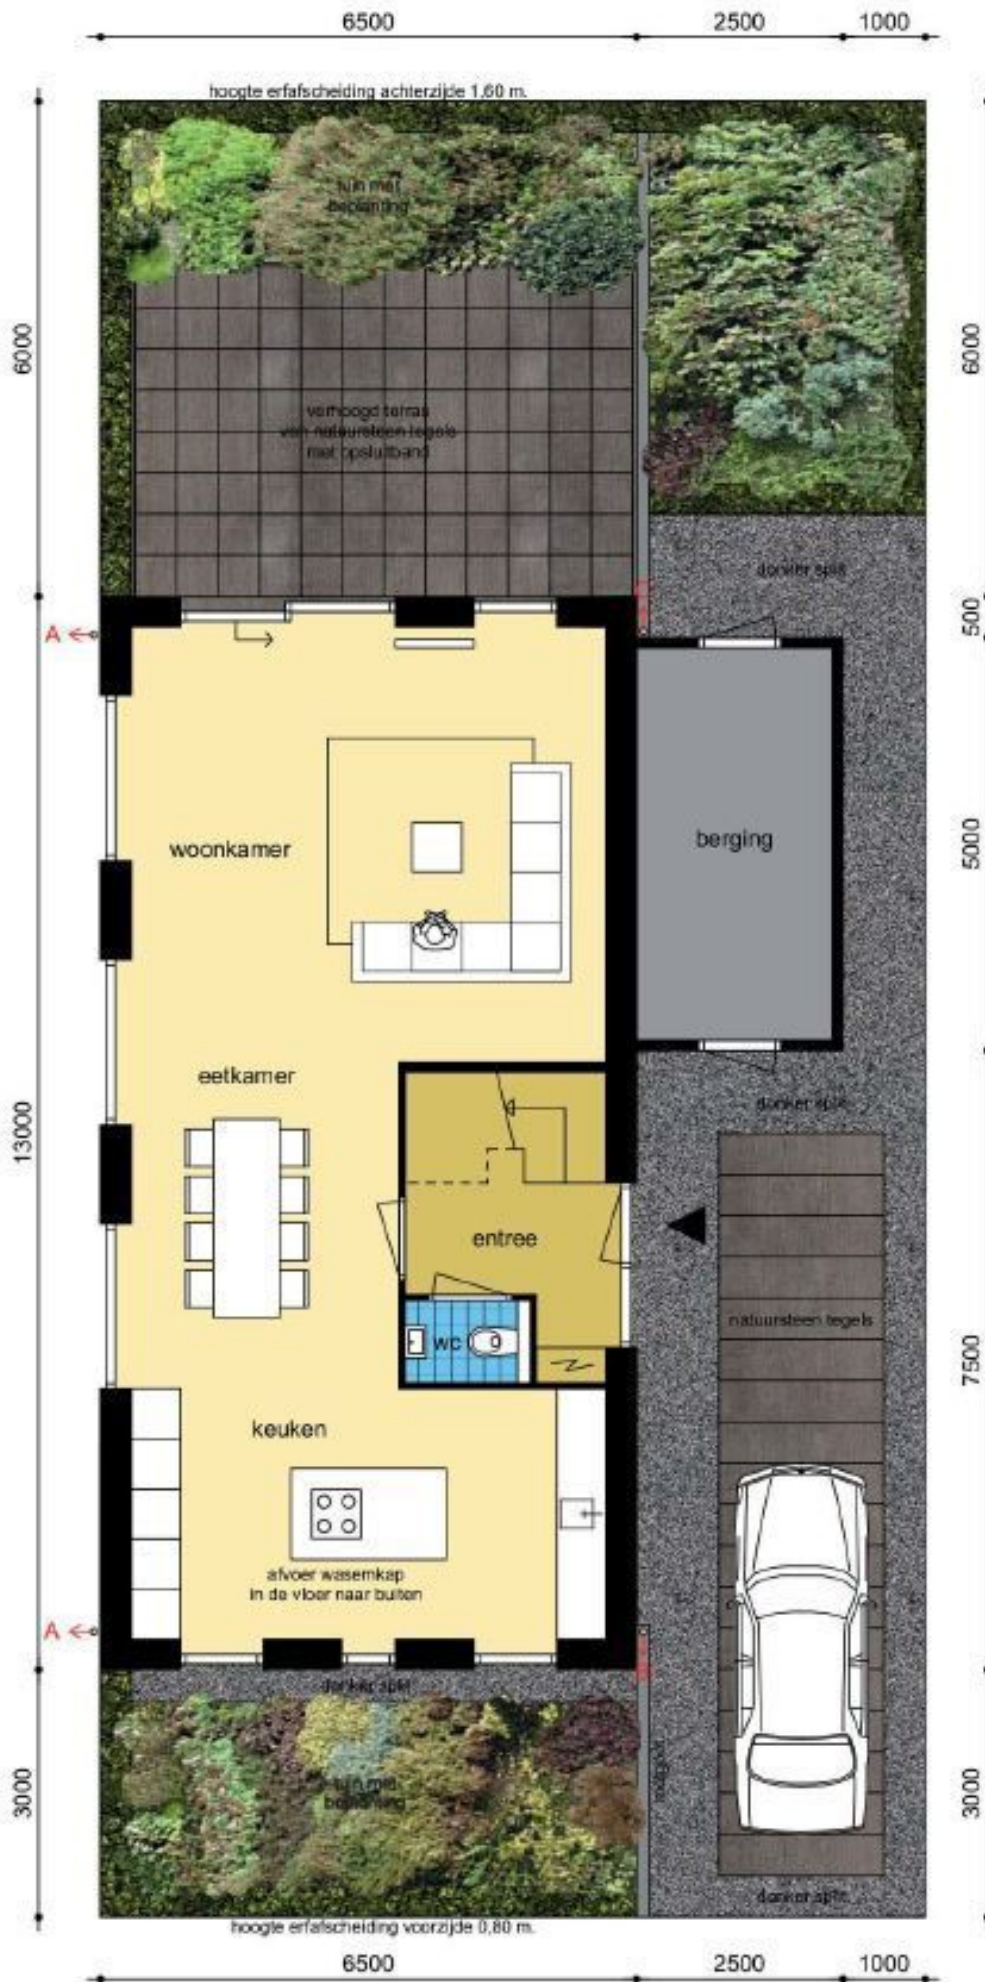 6500
2500
1000
hoogte erfafscheiding achterzijde 1,60 m.
tuin met
beplanting
6000
6000
verhoogd terras
van natuursteen tegels
met opsluitband
donker split
500
A
woonkamer
berging
5000
eetkamer
13000
donker split
entree
natuursteen tegels
wc
7500
keuken
afvoer wasemkap
in de vloer naar buiten
A
donker split
tuin met
beplanting
3000
3000
donker split
hoogte erfafscheiding voorzijde 0,80 m.
6500
2500
1000